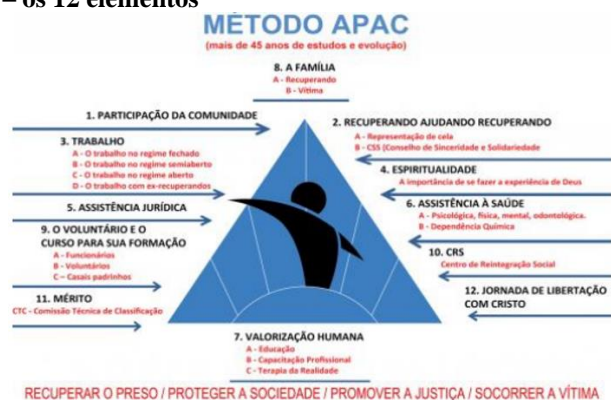 – os 12 elementos
MÉTODO APAC
(mais de 45 anos de estudos e evolução)
8. A FAMÍLIA
A - Recuperando
B - Vítima
1. PARTICIPAÇÃO DA COMUNIDADE
2. RECUPERANDO AJUDANDO RECUPERANDO
A - Representação de cela
B - CSS (Conselho de Sinceridade e Solidariedade
3. TRABALHO
A - O trabalho no regime fechado
B - O trabalho no regime semiaberto
C - O trabalho no regime aberto
D - O trabalho com ex-recuperandos
4. ESPIRITUALIDADE
A importância de se fazer a experiência de Deus
5. ASSISTÊNCIA JURÍDICA
6. ASSISTÊNCIA À SAÚDE
A - Psicológica, física, mental, odontológica.
B - Dependência Química
9. O VOLUNTÁRIO E O
CURSO PARA SUA FORMAÇÃO
A - Funcionários
B - Voluntários
C - Casais padrinhos
10. CRS
Centro de Reintegração Social
11. MÉRITO
CTC - Comissão Técnica de Classificação
12. JORNADA DE LIBERTAÇÃO
COM CRISTO
7. VALORIZAÇÃO HUMANA
A - Educação
B - Capacitação Profissional
C - Terapia da Realidade
RECUPERAR O PRESO / PROTEGER A SOCIEDADE / PROMOVER A JUSTIÇA / SOCORRER A VÍTIMA